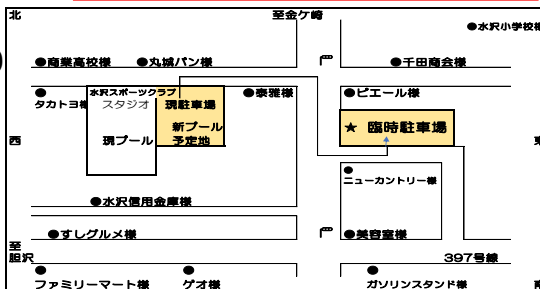 北
至金ケ崎
●水沢小学校様
●商業高校様
●丸城パン様
●千田商会様
タカトヨ様
水沢スポーツクラブ
スタジオ
現駐車場
●泰雅様
●ピエール様
新プール
予定地
現プール
★ 臨時駐車場
西
東
ニューカントリー様
●水沢信用金庫様
●すしグルメ様
●美容室様
至
胆沢
397号線
ファミリーマート様
ゲオ様
ガソリンスタンド様
南